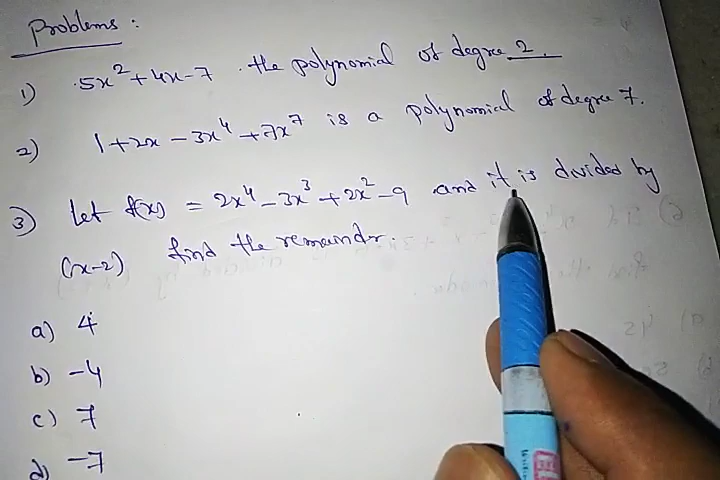 Problems :
1) 5x² + 4x - 7 . the polynomial of degree 2.
2) 1 + 2x - 3x⁴ + 7x⁷ is a polynomial of degree 7.
3) Let f(x) = 2x⁴ - 3x³ + 2x² - 9 and it is divided by
(x-2) find the remainder.
a) 4
b) -4
c) 7
d) -7